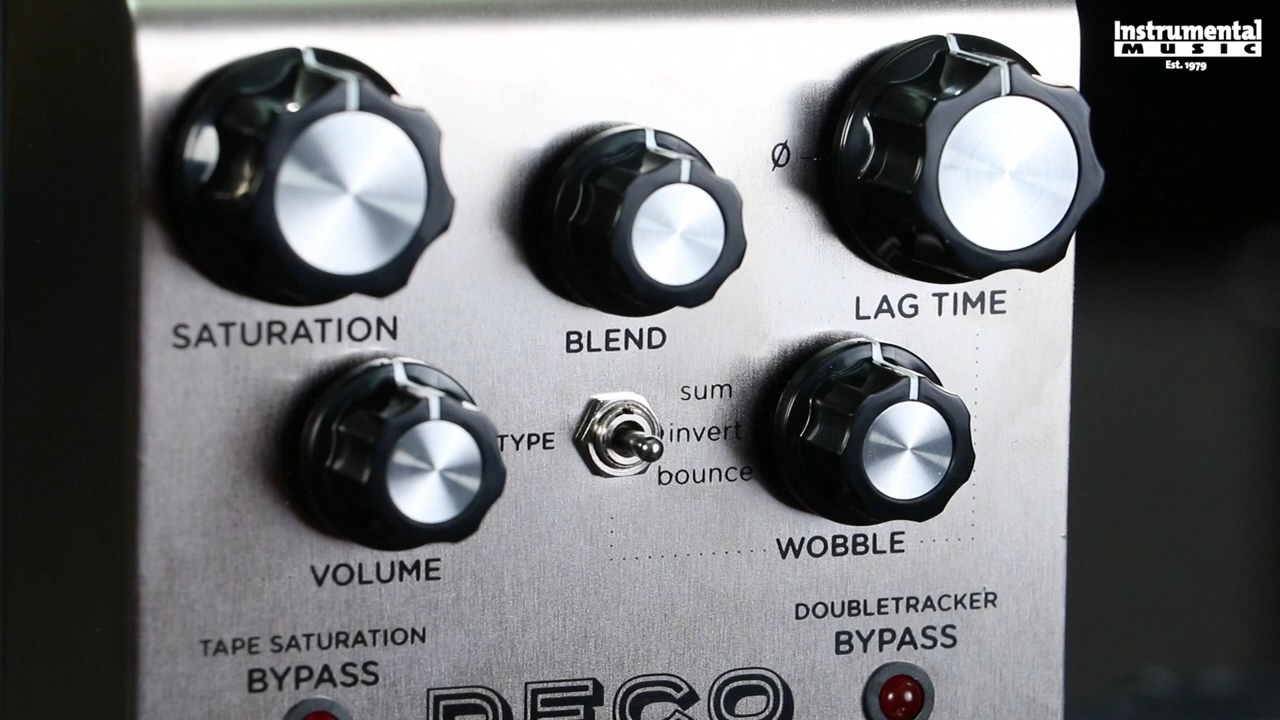 Instrumental
MUSIC
Est. 1979
Ø
SATURATION
BLEND
LAG TIME
sum
TYPE
invert
bounce
VOLUME
WOBBLE
TAPE SATURATION
BYPASS
DOUBLETRACKER
BYPASS
DECO